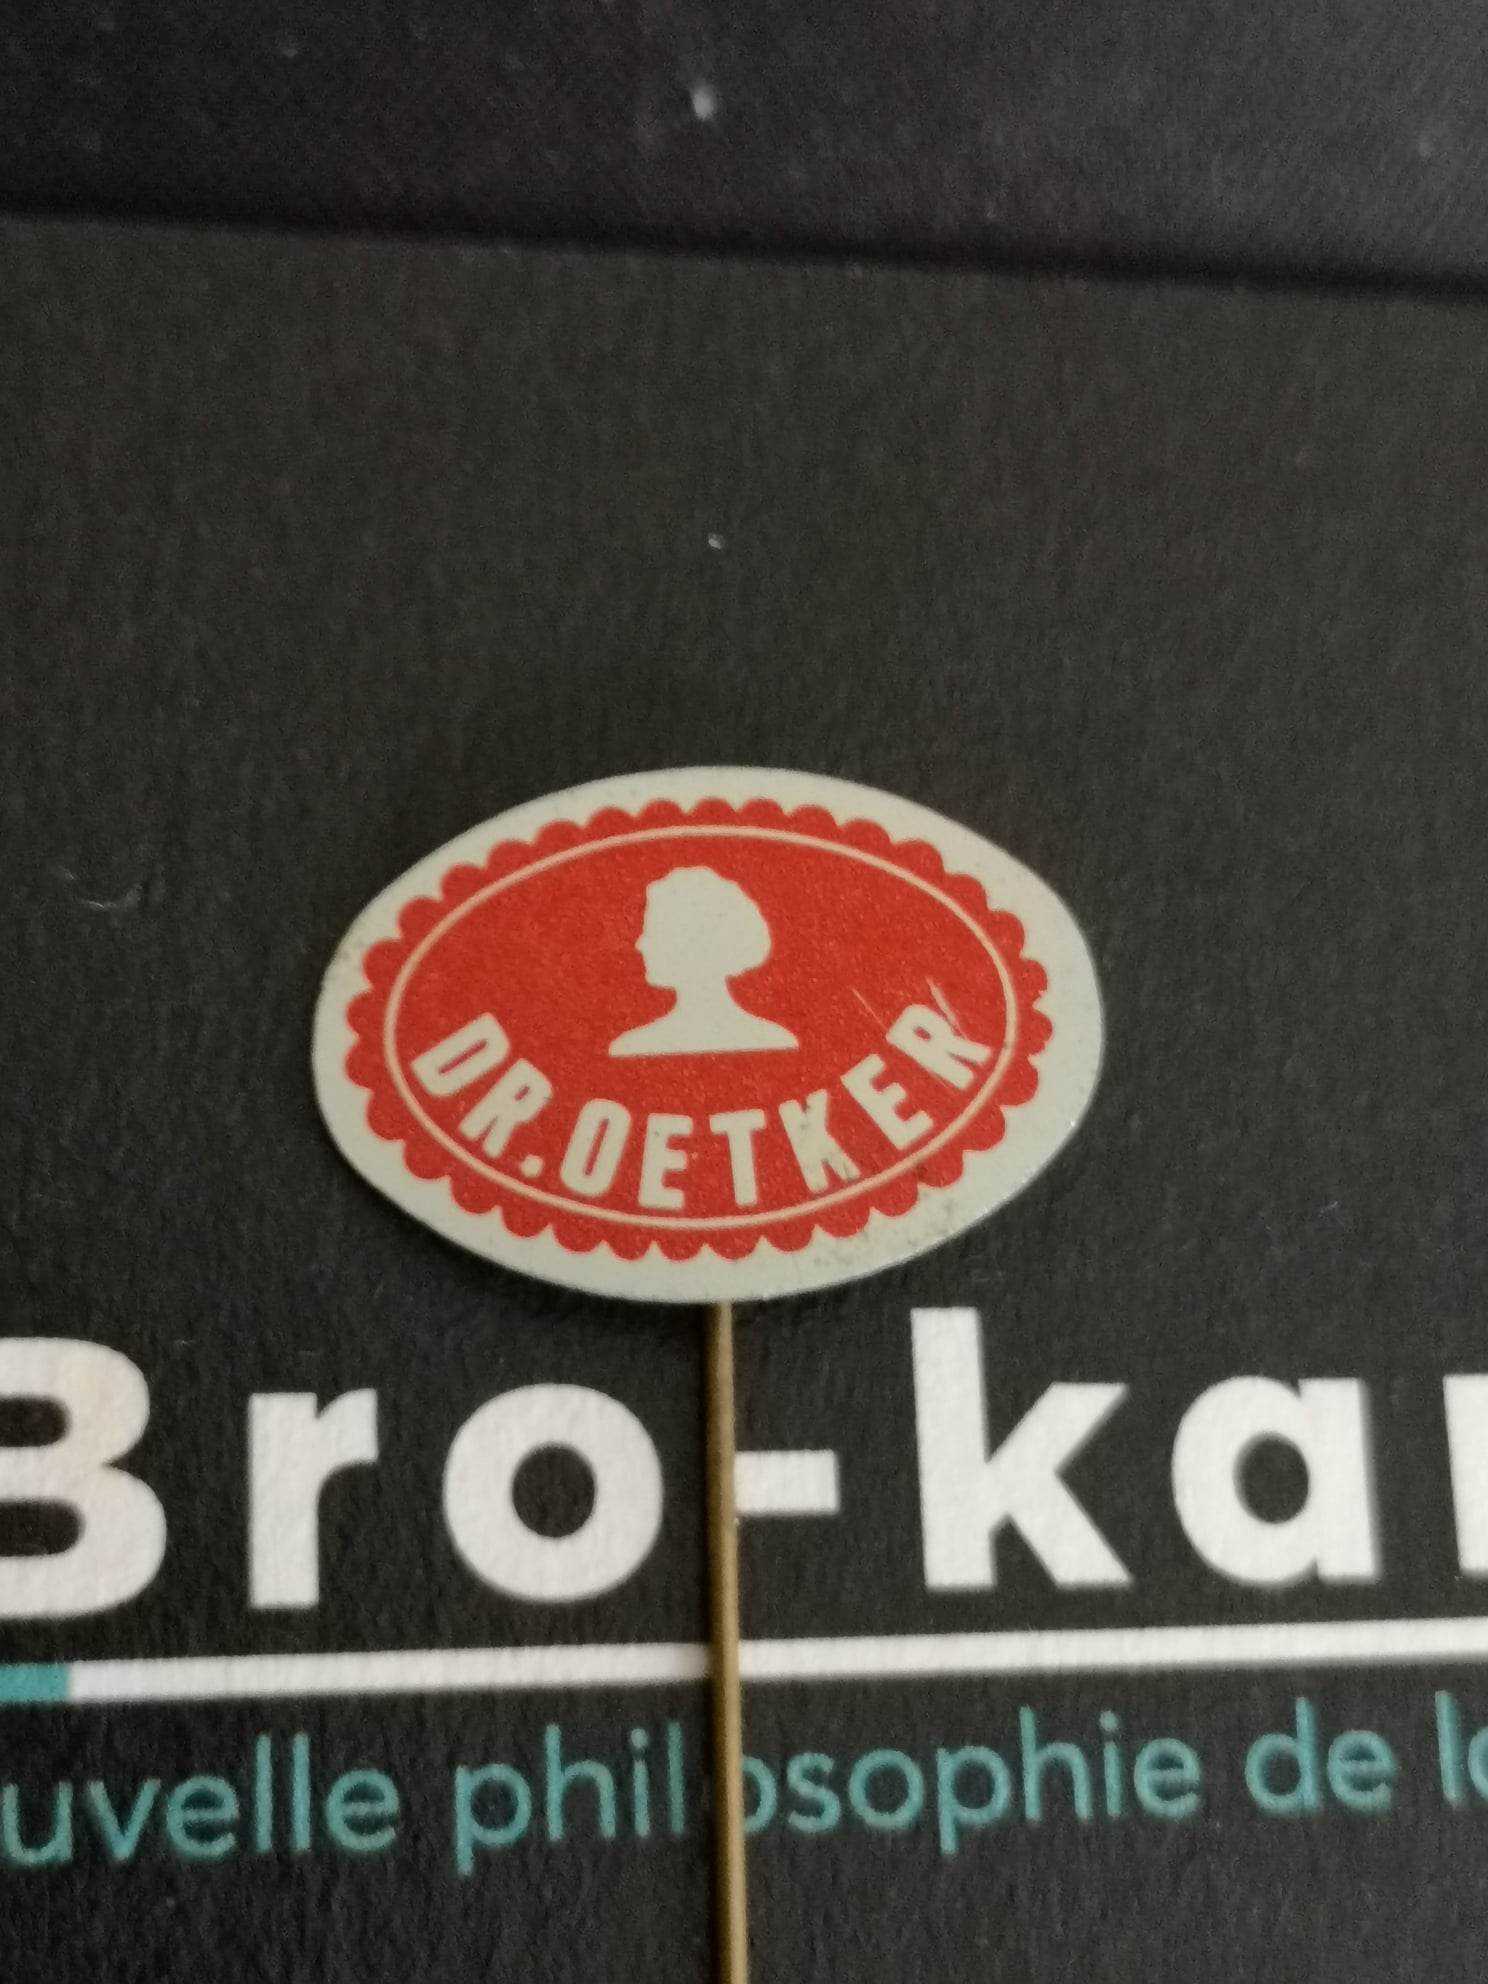 DR. OETKER
Bro-ka
uvelle philosophie de l